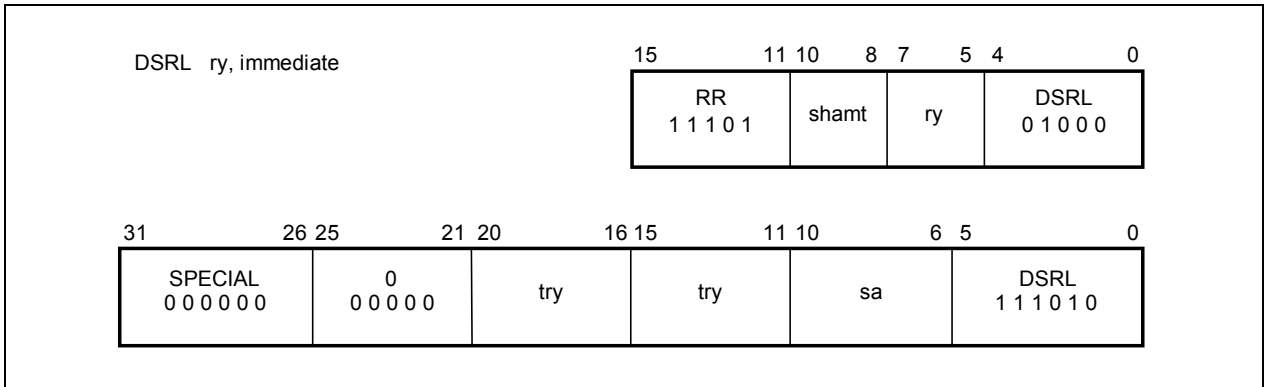 DSRL ry, immediate
15 11 10 8 7 5 4 0
RR shamt ry DSRL
1 1 1 0 1 0 1 0 0 0
31 26 25 21 20 16 15 11 10 6 5 0
SPECIAL 0 try try sa DSRL
0 0 0 0 0 0 0 0 0 0 0 1 1 1 0 1 0